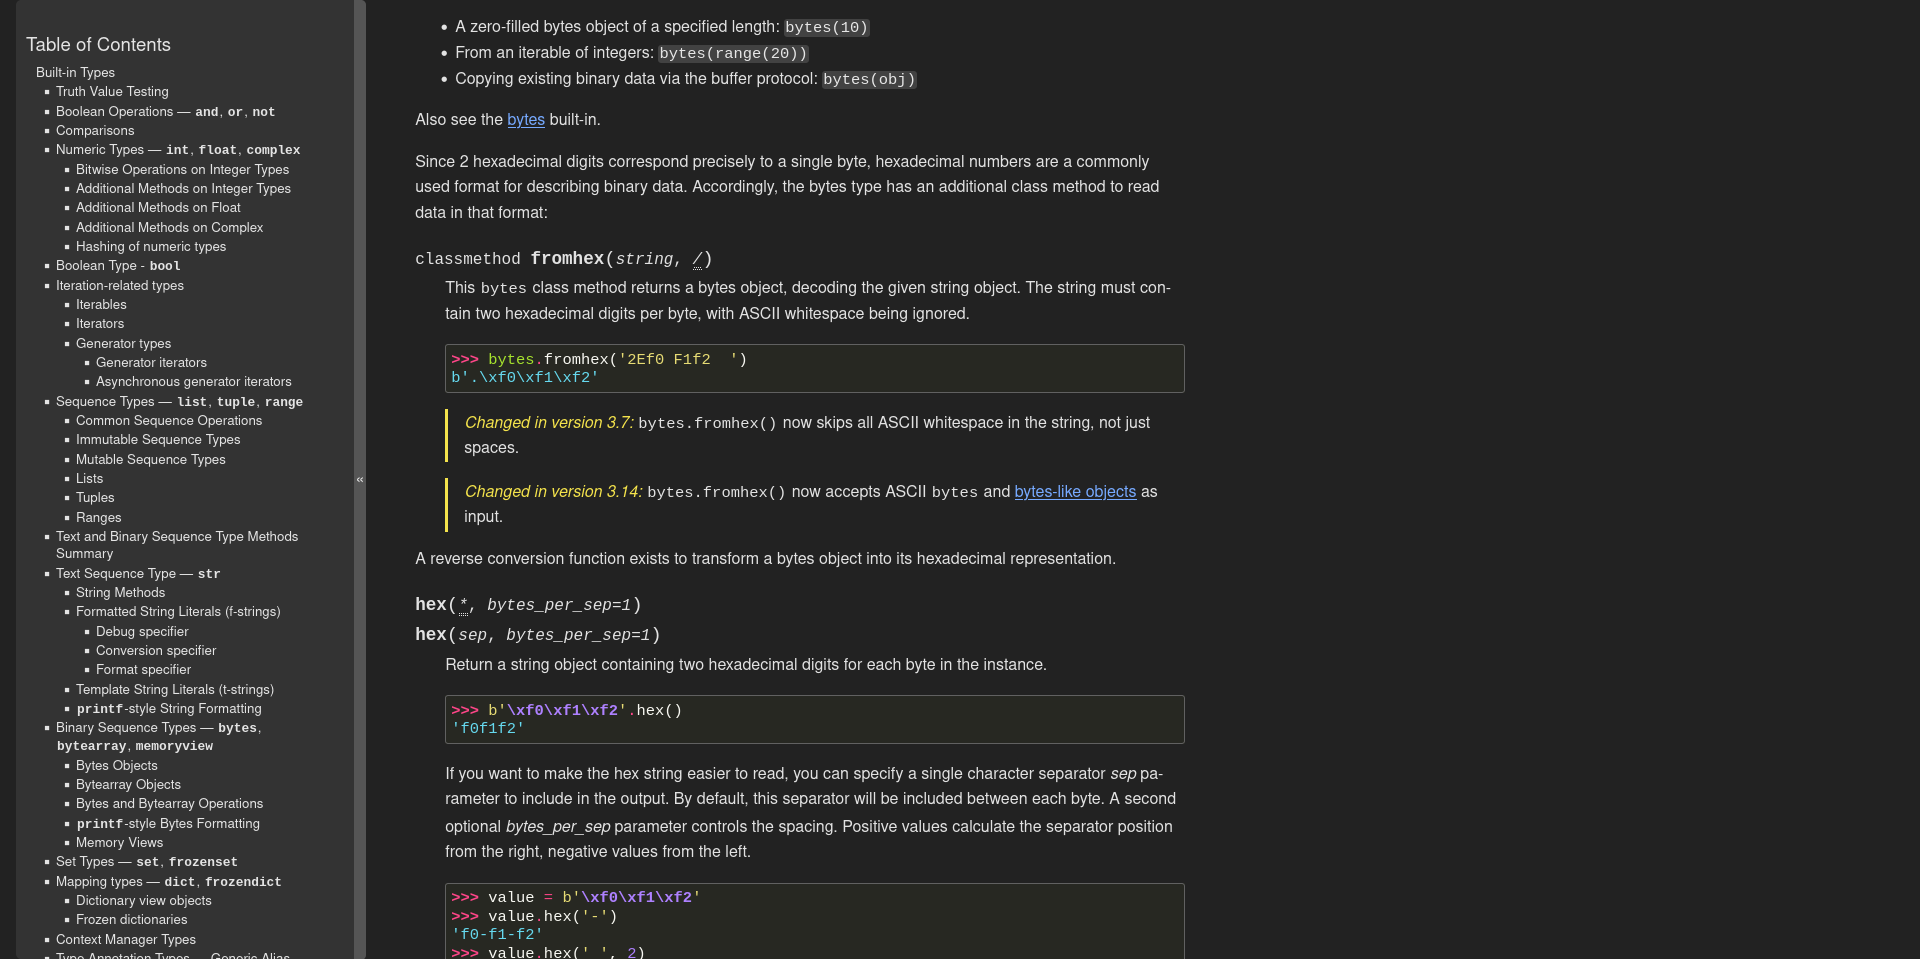 Table of Contents
Built-in Types
▪ Truth Value Testing
▪ Boolean Operations — and, or, not
▪ Comparisons
▪ Numeric Types — int, float, complex
▪ Bitwise Operations on Integer Types
▪ Additional Methods on Integer Types
▪ Additional Methods on Float
▪ Additional Methods on Complex
▪ Hashing of numeric types
▪ Boolean Type - bool
▪ Iteration-related types
▪ Iterables
▪ Iterators
▪ Generator types
▪ Generator iterators
▪ Asynchronous generator iterators
▪ Sequence Types — list, tuple, range
▪ Common Sequence Operations
▪ Immutable Sequence Types
▪ Mutable Sequence Types
▪ Lists
▪ Tuples
▪ Ranges
▪ Text and Binary Sequence Type Methods
Summary
▪ Text Sequence Type — str
▪ String Methods
▪ Formatted String Literals (f-strings)
▪ Debug specifier
▪ Conversion specifier
▪ Format specifier
▪ Template String Literals (t-strings)
▪ printf-style String Formatting
▪ Binary Sequence Types — bytes,
bytearray, memoryview
▪ Bytes Objects
▪ Bytearray Objects
▪ Bytes and Bytearray Operations
▪ printf-style Bytes Formatting
▪ Memory Views
▪ Set Types — set, frozenset
▪ Mapping types — dict, frozendict
▪ Dictionary view objects
▪ Frozen dictionaries
▪ Context Manager Types
▪ Type Annotation Types — Generic Alias,
«
• A zero-filled bytes object of a specified length: bytes(10)
• From an iterable of integers: bytes(range(20))
• Copying existing binary data via the buffer protocol: bytes(obj)
Also see the bytes built-in.
Since 2 hexadecimal digits correspond precisely to a single byte, hexadecimal numbers are a commonly
used format for describing binary data. Accordingly, the bytes type has an additional class method to read
data in that format:
classmethod fromhex(string, /)
This bytes class method returns a bytes object, decoding the given string object. The string must con-
tain two hexadecimal digits per byte, with ASCII whitespace being ignored.
>>> bytes.fromhex('2Ef0 F1f2  ')
b'.\xf0\xf1\xf2'
Changed in version 3.7: bytes.fromhex() now skips all ASCII whitespace in the string, not just
spaces.
Changed in version 3.14: bytes.fromhex() now accepts ASCII bytes and bytes-like objects as
input.
A reverse conversion function exists to transform a bytes object into its hexadecimal representation.
hex(*, bytes_per_sep=1)
hex(sep, bytes_per_sep=1)
Return a string object containing two hexadecimal digits for each byte in the instance.
>>> b'\xf0\xf1\xf2'.hex()
'f0f1f2'
If you want to make the hex string easier to read, you can specify a single character separator sep pa-
rameter to include in the output. By default, this separator will be included between each byte. A second
optional bytes_per_sep parameter controls the spacing. Positive values calculate the separator position
from the right, negative values from the left.
>>> value = b'\xf0\xf1\xf2'
>>> value.hex('-')
'f0-f1-f2'
>>> value.hex('_', 2)